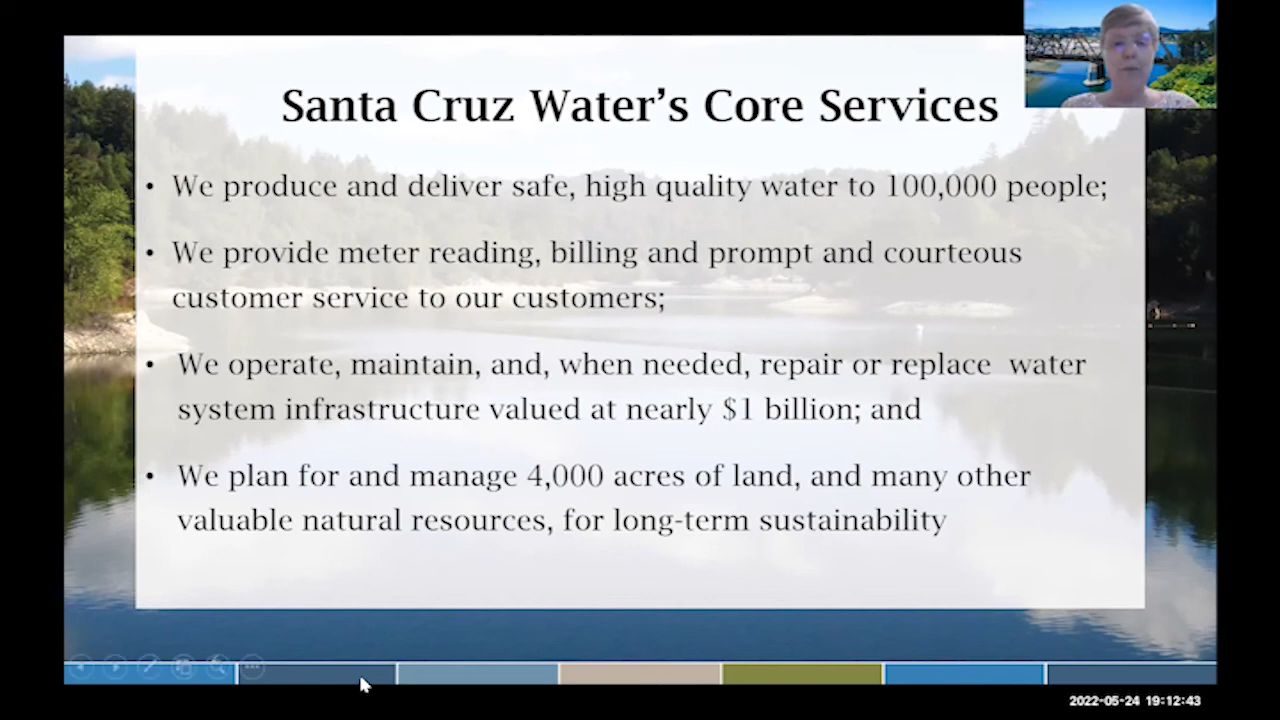 Santa Cruz Water's Core Services
• We produce and deliver safe, high quality water to 100,000 people;
• We provide meter reading, billing and prompt and courteous
customer service to our customers;
• We operate, maintain, and, when needed, repair or replace  water
system infrastructure valued at nearly $1 billion; and
• We plan for and manage 4,000 acres of land, and many other
valuable natural resources, for long-term sustainability
2022-05-24 19:12:43